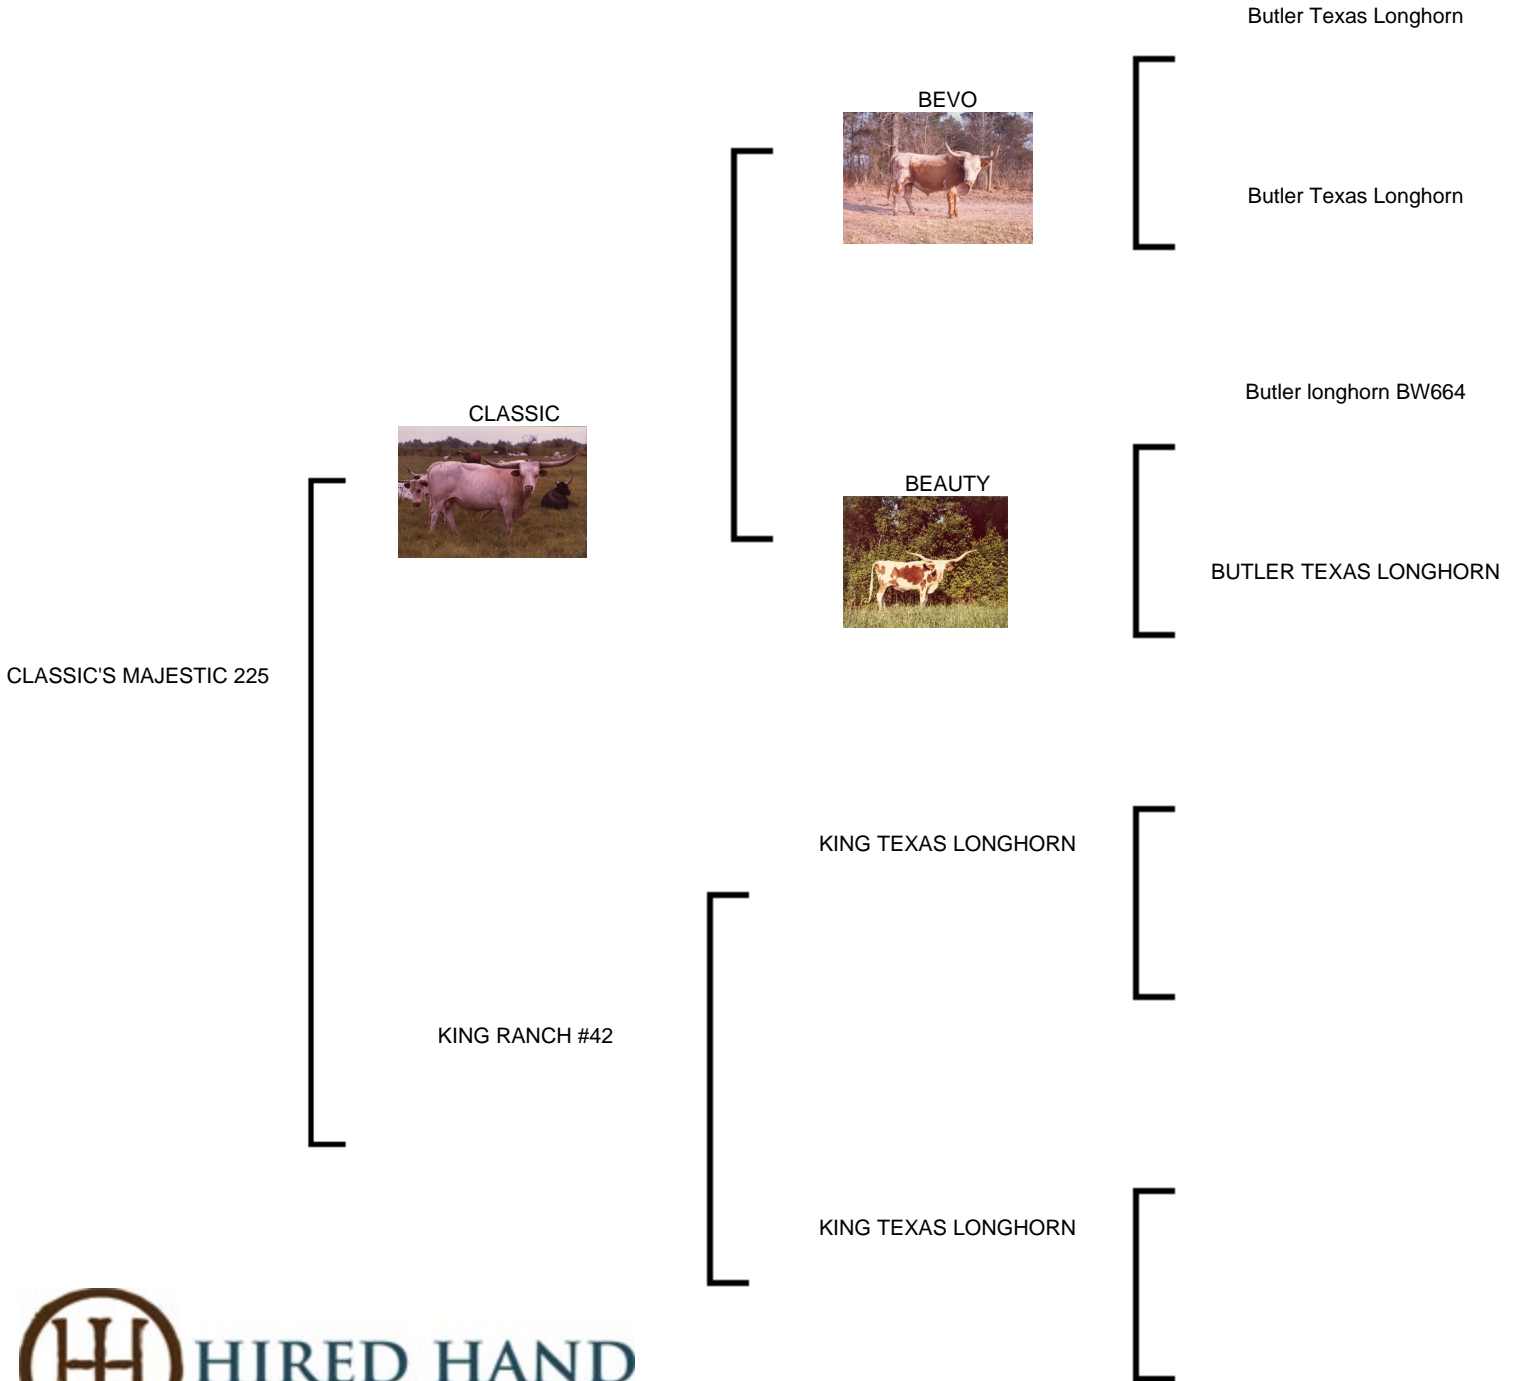 Butler Texas Longhorn
BEVO
Butler Texas Longhorn
Butler longhorn BW664
CLASSIC
BEAUTY
BUTLER TEXAS LONGHORN
CLASSIC'S MAJESTIC 225
KING TEXAS LONGHORN
KING RANCH #42
KING TEXAS LONGHORN
HIRED HAND